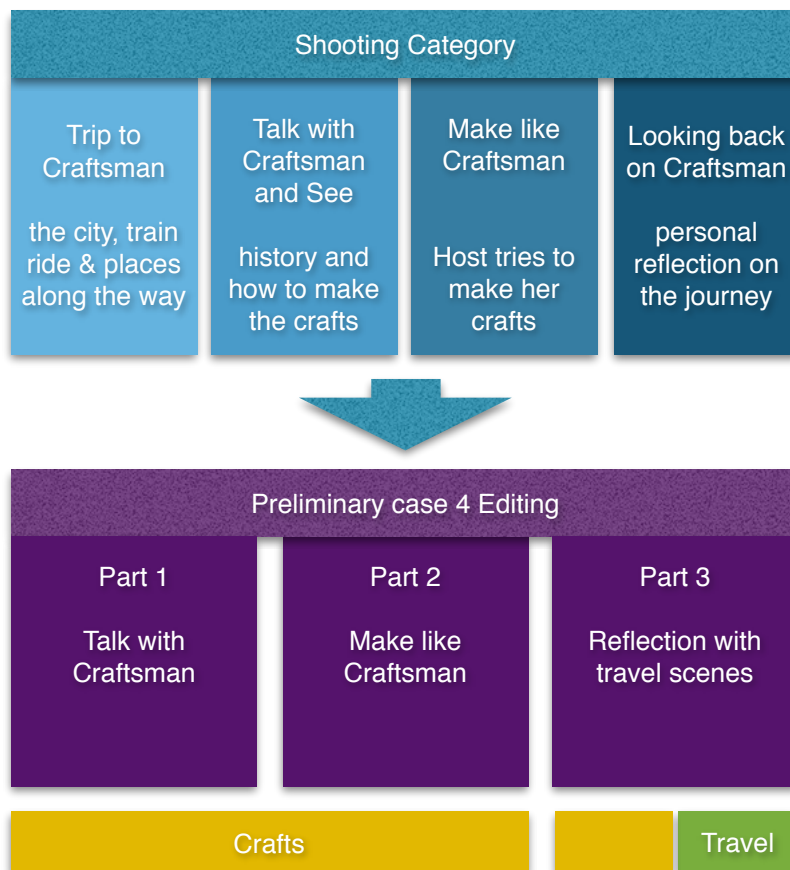 Shooting Category
Trip to
Craftsman
the city, train
ride & places
along the way
Talk with
Craftsman
and See
history and
how to make
the crafts
Make like
Craftsman
Host tries to
make her
crafts
Looking back
on Craftsman
personal
reflection on
the journey
Preliminary case 4 Editing
Part 1
Talk with
Craftsman
Part 2
Make like
Craftsman
Part 3
Reflection with
travel scenes
Crafts
Travel